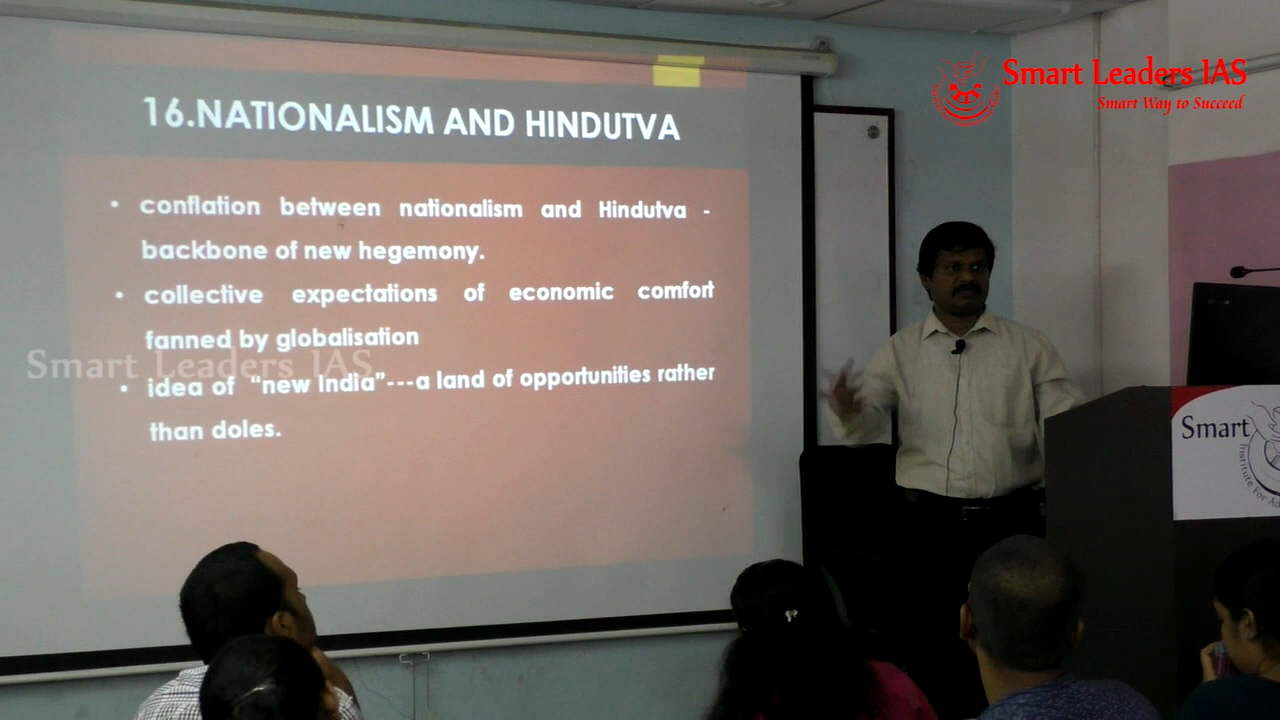 16.NATIONALISM AND HINDUTVA
• conflation between nationalism and Hindutva -
backbone of new hegemony.
• collective expectations of economic comfort
fanned by globalisation
• idea of "new India"---a land of opportunities rather
than doles.
Smart Leaders IAS
Smart Leaders IAS
Smart Way to Succeed
Smart
Institute For